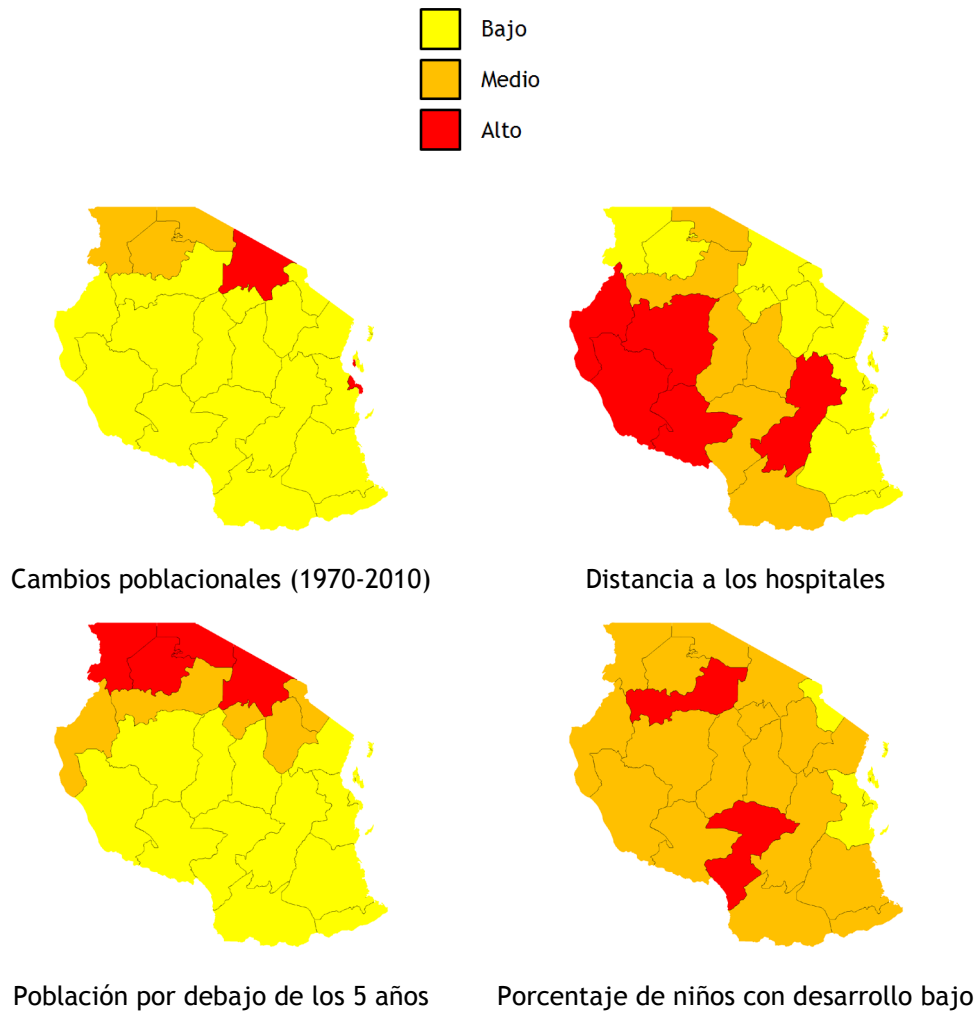 Bajo
Medio
Alto
Cambios poblacionales (1970-2010)
Distancia a los hospitales
Población por debajo de los 5 años
Porcentaje de niños con desarrollo bajo